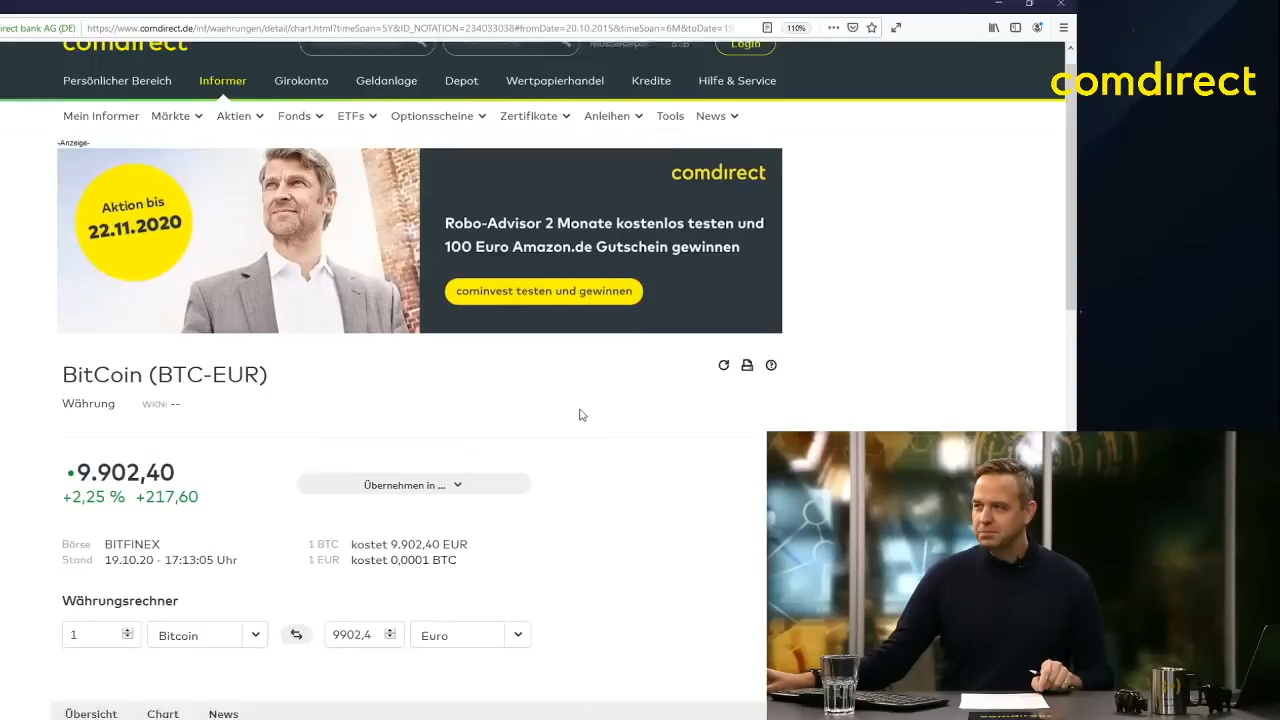 irect bank AG (DE)
https://www.comdirect.de/inf/waehrungen/detail/chart.html?timeSpan=5Y&ID_NOTATION=234033038#fromDate=20.10.2015&timeSpan=6M&toDate=19
110%
comdirect
Login
Persönlicher Bereich Informer Girokonto Geldanlage Depot Wertpapierhandel Kredite Hilfe & Service
comdirect
Mein Informer Märkte Aktien Fonds ETFs Optionsscheine Zertifikate Anleihen Tools News
-Anzeige-
Aktion bis
22.11.2020
comdirect
Robo-Advisor 2 Monate kostenlos testen und
100 Euro Amazon.de Gutschein gewinnen
cominvest testen und gewinnen
BitCoin (BTC-EUR)
Währung WKN: --
9.902,40
+2,25 % +217,60
Übernehmen in ...
Börse BITFINEX 1 BTC kostet 9.902,40 EUR
Stand 19.10.20 - 17:13:05 Uhr 1 EUR kostet 0,0001 BTC
Währungsrechner
1 Bitcoin 9902,4 Euro
Übersicht Chart News
comdirect